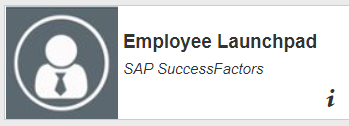 Employee Launchpad
SAP SuccessFactors
i